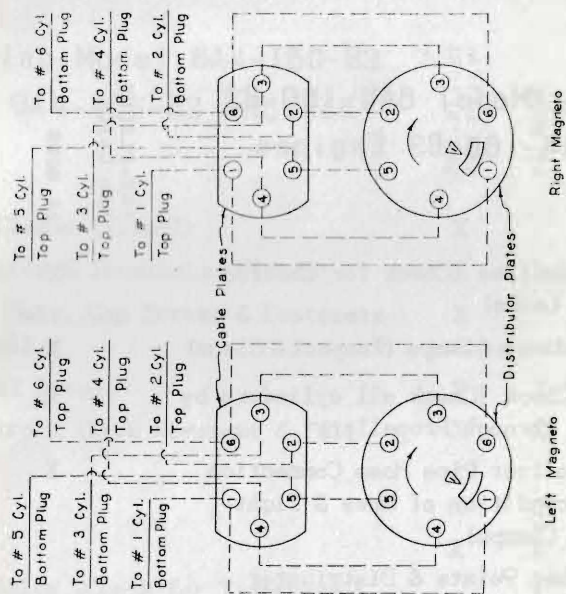 To # 5 Cyl.
Bottom Plug
To # 3 Cyl.
Bottom Plug
To # 1 Cyl.
Bottom Plug
To # 6 Cyl.
Top Plug
To # 4 Cyl.
Top Plug
To # 2 Cyl.
Top Plug
To # 5 Cyl.
Top Plug
To # 3 Cyl.
Top Plug
To # 1 Cyl.
Top Plug
To # 6 Cyl.
Bottom Plug
To # 4 Cyl.
Bottom Plug
To # 2 Cyl.
Bottom Plug
Cable Plates
1 6
4 3
5 2
1 6
4 3
5 2
5 2
4 3
1 6
5 2
4 3
1 6
Distributor Plates
Left Magneto
Right Magneto